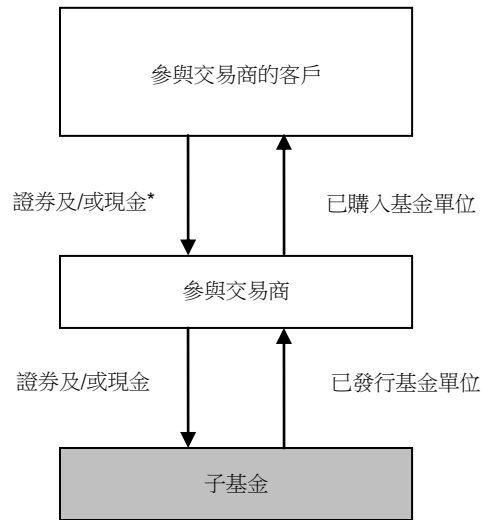 參與交易商的客戶
證券及/或現金*
已購入基金單位
參與交易商
證券及/或現金
已發行基金單位
子基金